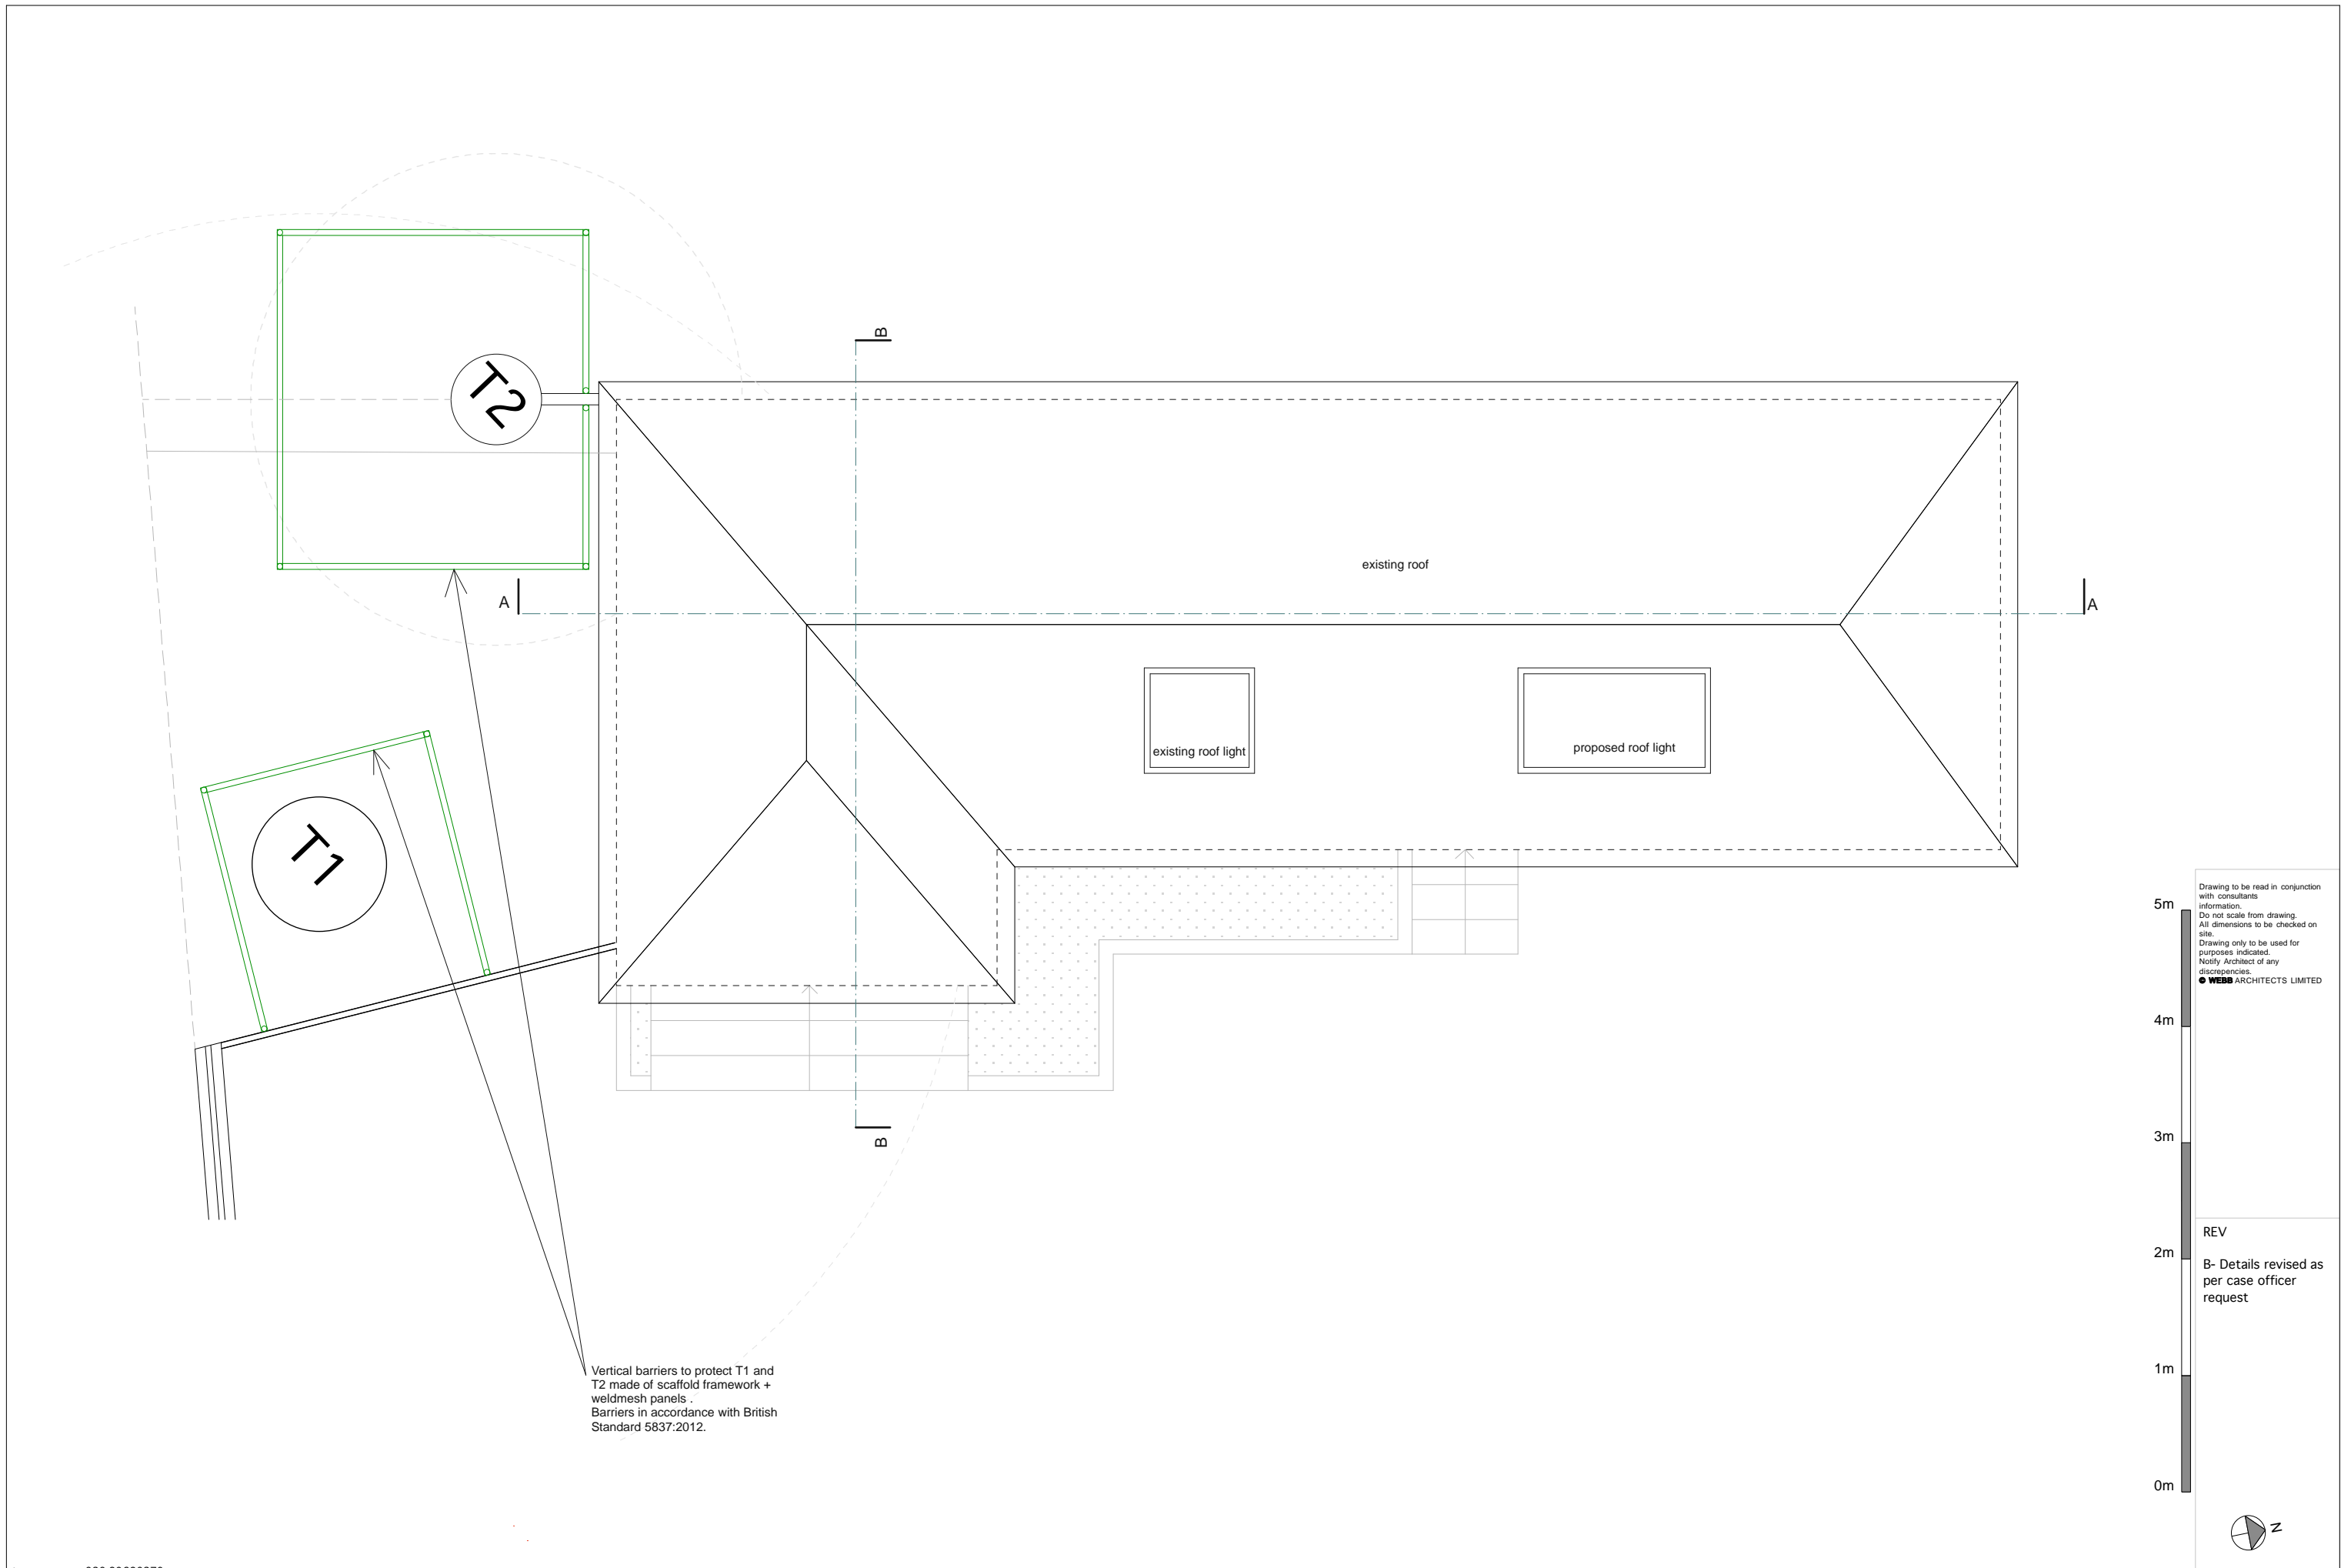 B
T2
existing roof
A
A
existing roof light
proposed roof light
T1
B
Vertical barriers to protect T1 and
T2 made of scaffold framework +
weldmesh panels .
Barriers in accordance with British
Standard 5837:2012.
5m
4m
3m
2m
1m
0m
Drawing to be read in conjunction
with consultants
information.
Do not scale from drawing.
All dimensions to be checked on
site.
Drawing only to be used for
purposes indicated.
Notify Architect of any
discrepencies.
© WEBB ARCHITECTS LIMITED
REV
B- Details revised as
per case officer
request
N